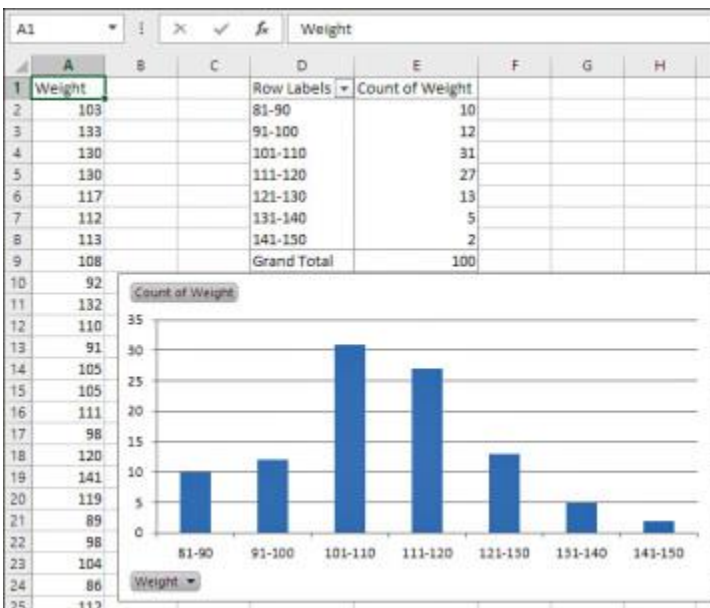 A1 fx Weight
A B C D E F G H
1 Weight Row Labels Count of Weight
2 103 81-90 10
3 133 91-100 12
4 130 101-110 31
5 130 111-120 27
6 117 121-130 13
7 112 131-140 5
8 113 141-150 2
9 108 Grand Total 100
10 92
Count of Weight
11 132
12 110
13 91
14 105
15 105
16 111
17 98
18 120
19 141
20 119
21 89
22 98
23 104
24 86
25 112
35
30
25
20
15
10
5
0
81-90 91-100 101-110 111-120 121-130 131-140 141-150
Weight